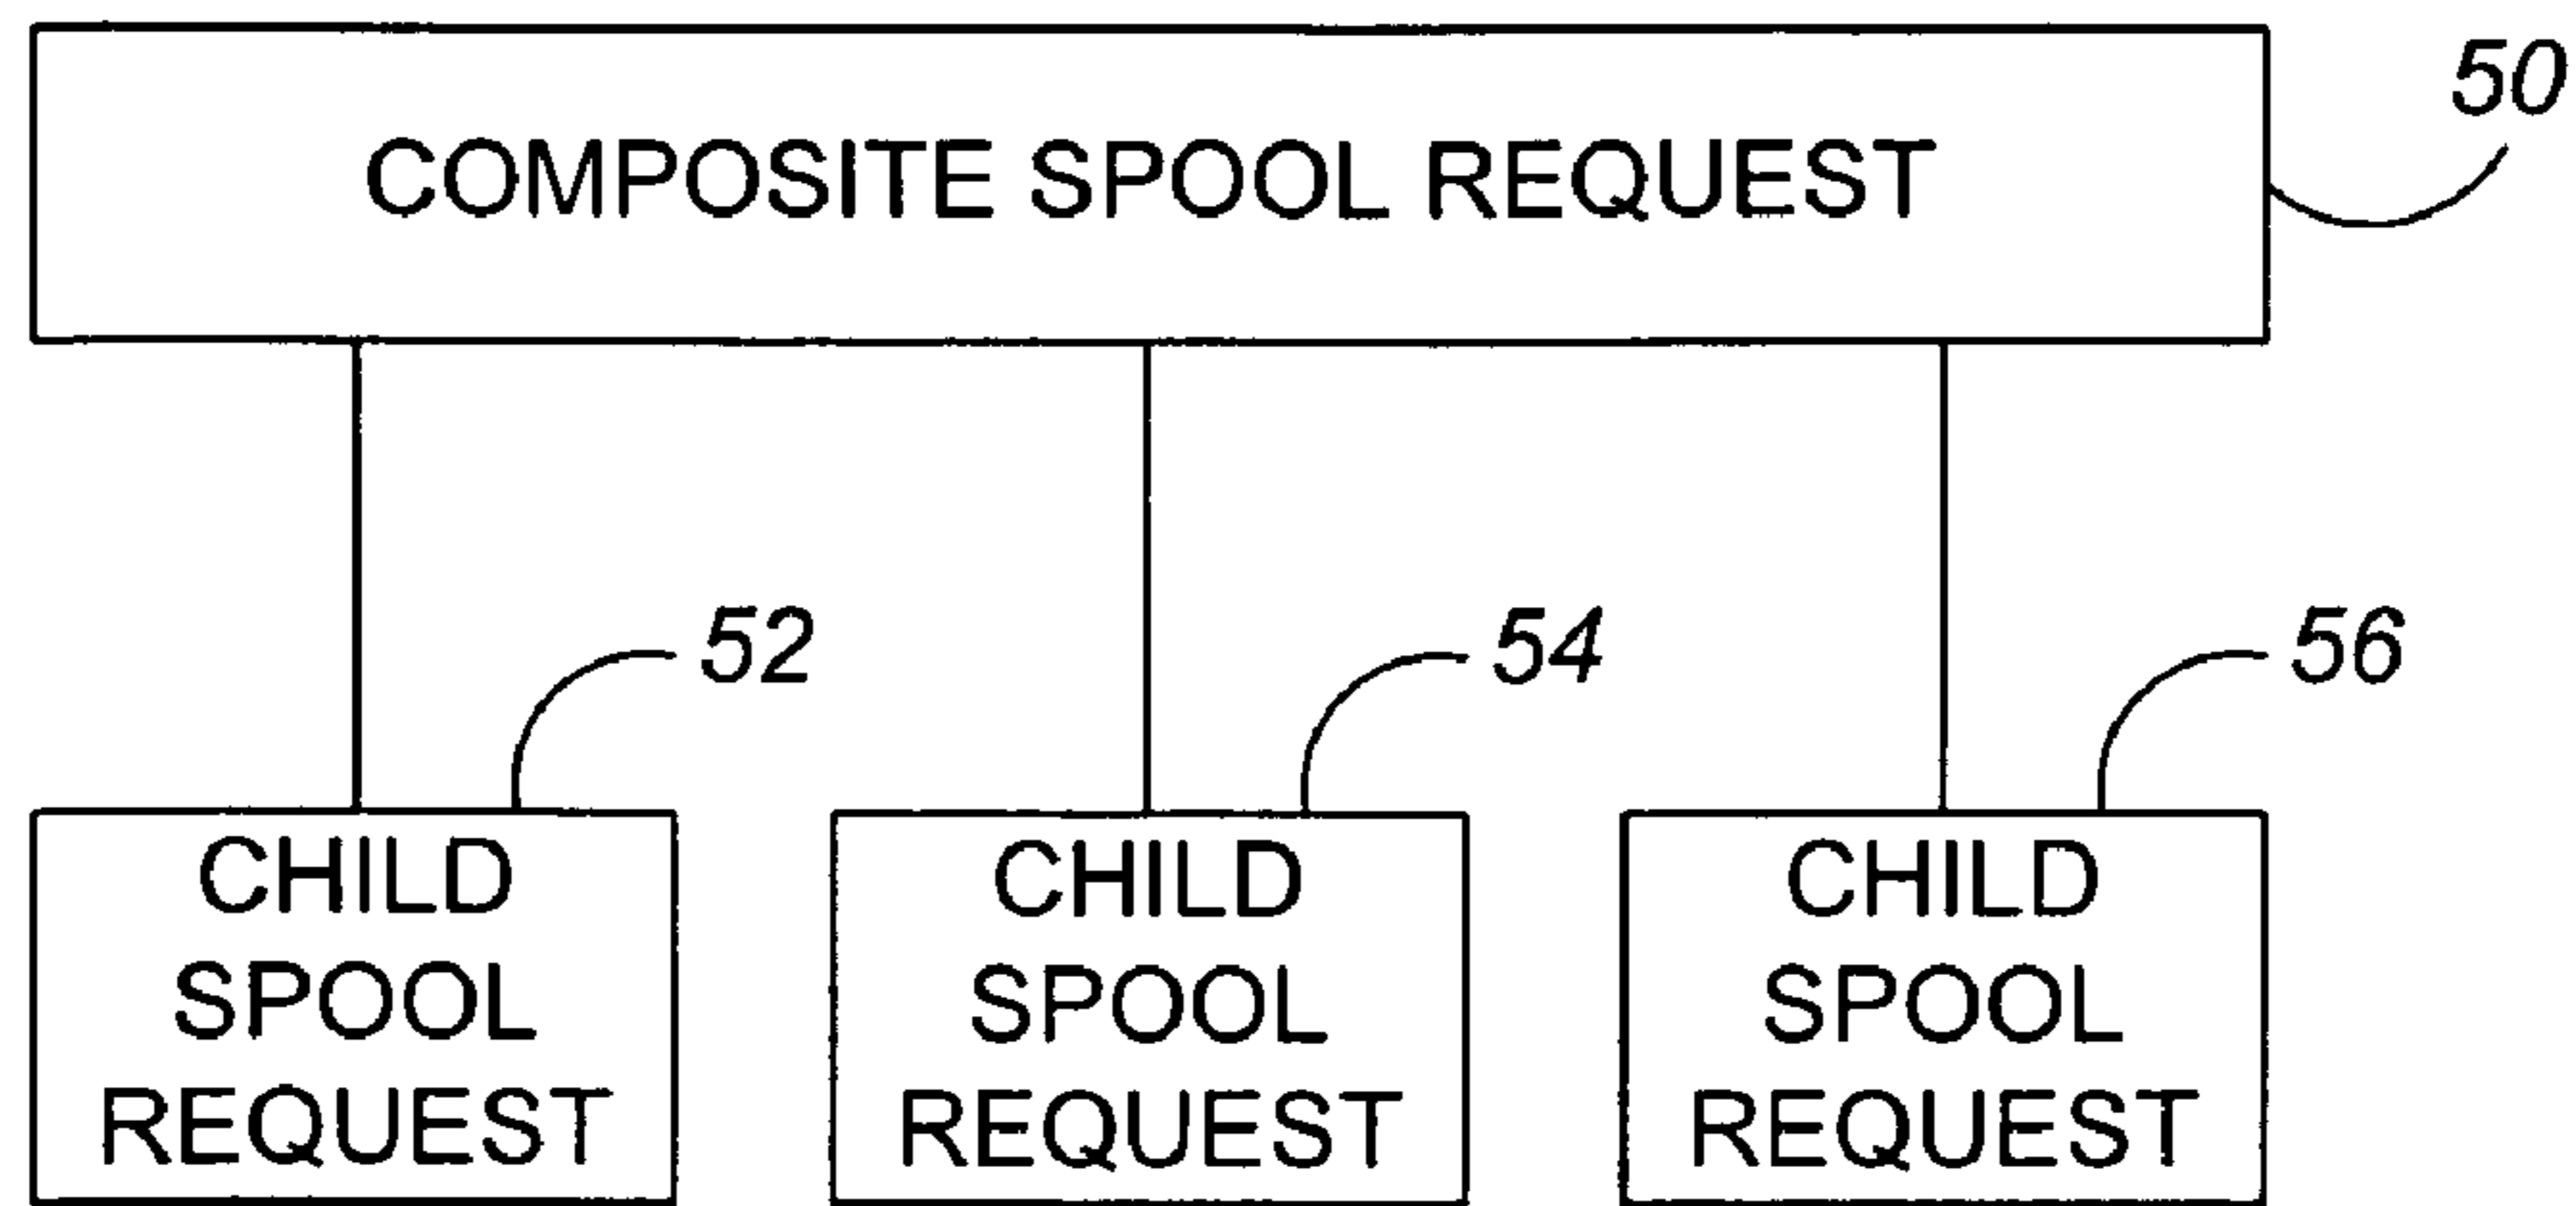 COMPOSITE SPOOL REQUEST
50
52
54
56
CHILD
SPOOL
REQUEST
CHILD
SPOOL
REQUEST
CHILD
SPOOL
REQUEST